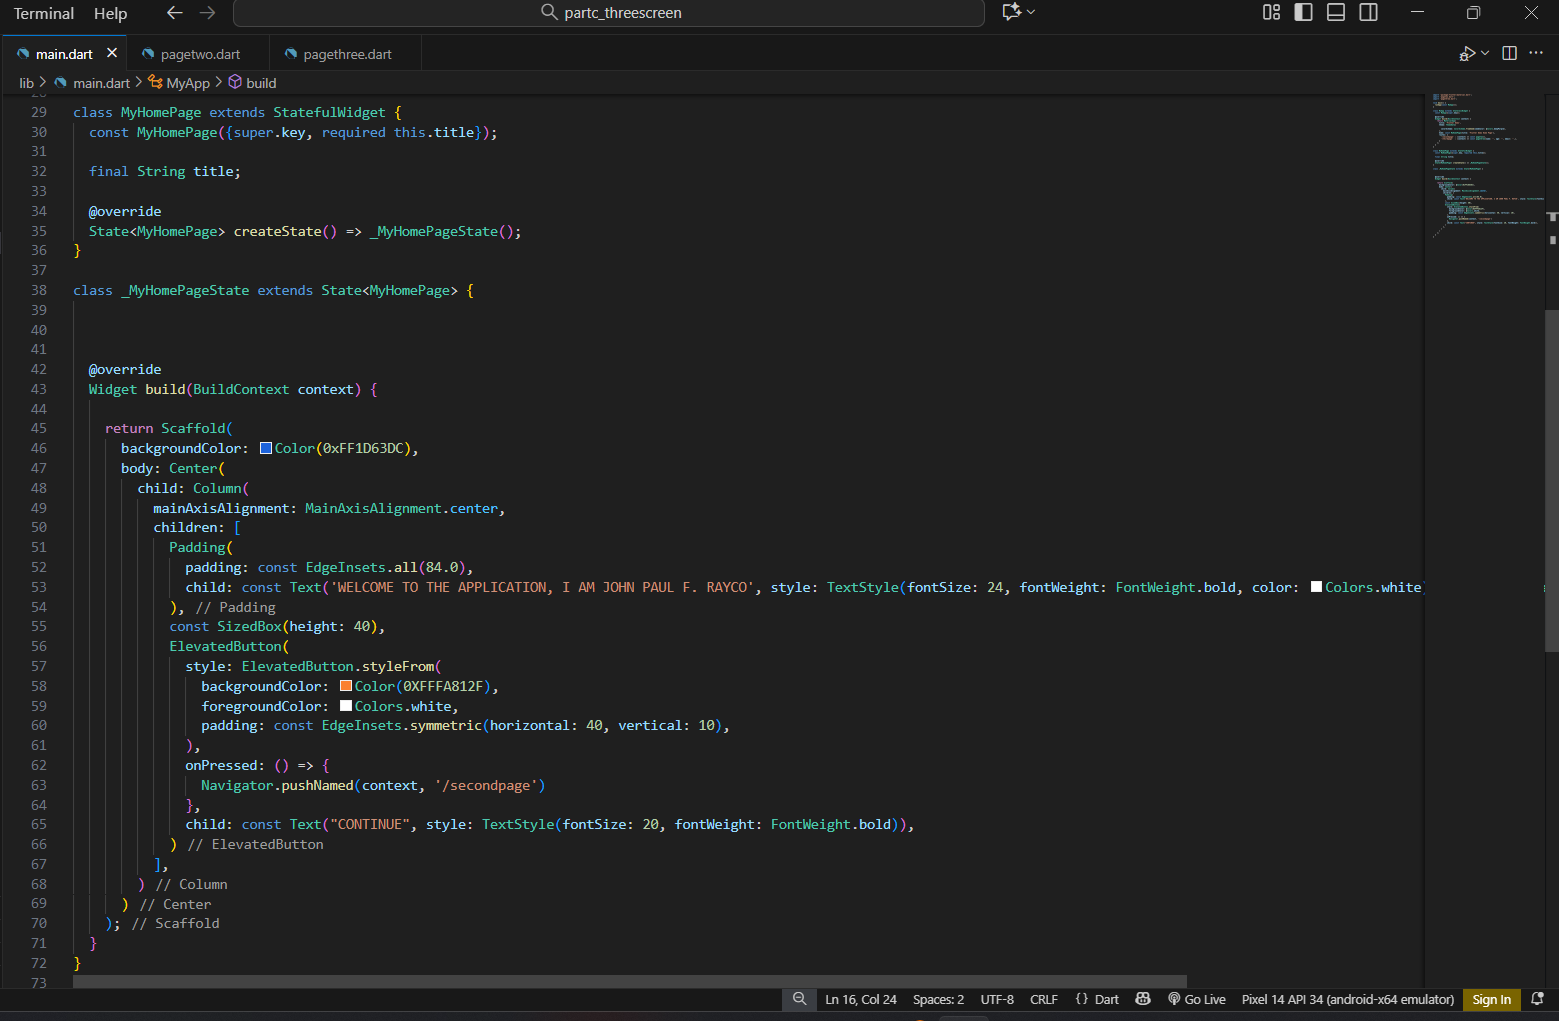 Terminal Help partc_threescreen
main.dart pagetwo.dart pagethree.dart
lib > main.dart > MyApp > build
29 class MyHomePage extends StatefulWidget {
30 const MyHomePage({super.key, required this.title});
31
32 final String title;
33
34 @override
35 State<MyHomePage> createState() => _MyHomePageState();
36 }
37
38 class _MyHomePageState extends State<MyHomePage> {
39
40
41
42 @override
43 Widget build(BuildContext context) {
44
45 return Scaffold(
46 backgroundColor: Color(0xFF1D63DC),
47 body: Center(
48 child: Column(
49 mainAxisAlignment: MainAxisAlignment.center,
50 children: [
51 Padding(
52 padding: const EdgeInsets.all(84.0),
53 child: const Text('WELCOME TO THE APPLICATION, I AM JOHN PAUL F. RAYCO', style: TextStyle(fontSize: 24, fontWeight: FontWeight.bold, color: Colors.white
54 ), // Padding
55 const SizedBox(height: 40),
56 ElevatedButton(
57 style: ElevatedButton.styleFrom(
58 backgroundColor: Color(0XFFFA812F),
59 foregroundColor: Colors.white,
60 padding: const EdgeInsets.symmetric(horizontal: 40, vertical: 10),
61 ),
62 onPressed: () => {
63 Navigator.pushNamed(context, '/secondpage')
64 },
65 child: const Text("CONTINUE", style: TextStyle(fontSize: 20, fontWeight: FontWeight.bold)),
66 ) // ElevatedButton
67 ],
68 ) // Column
69 ) // Center
70 ); // Scaffold
71 }
72 }
73
Ln 16, Col 24 Spaces: 2 UTF-8 CRLF {} Dart Go Live Pixel 14 API 34 (android-x64 emulator) Sign In